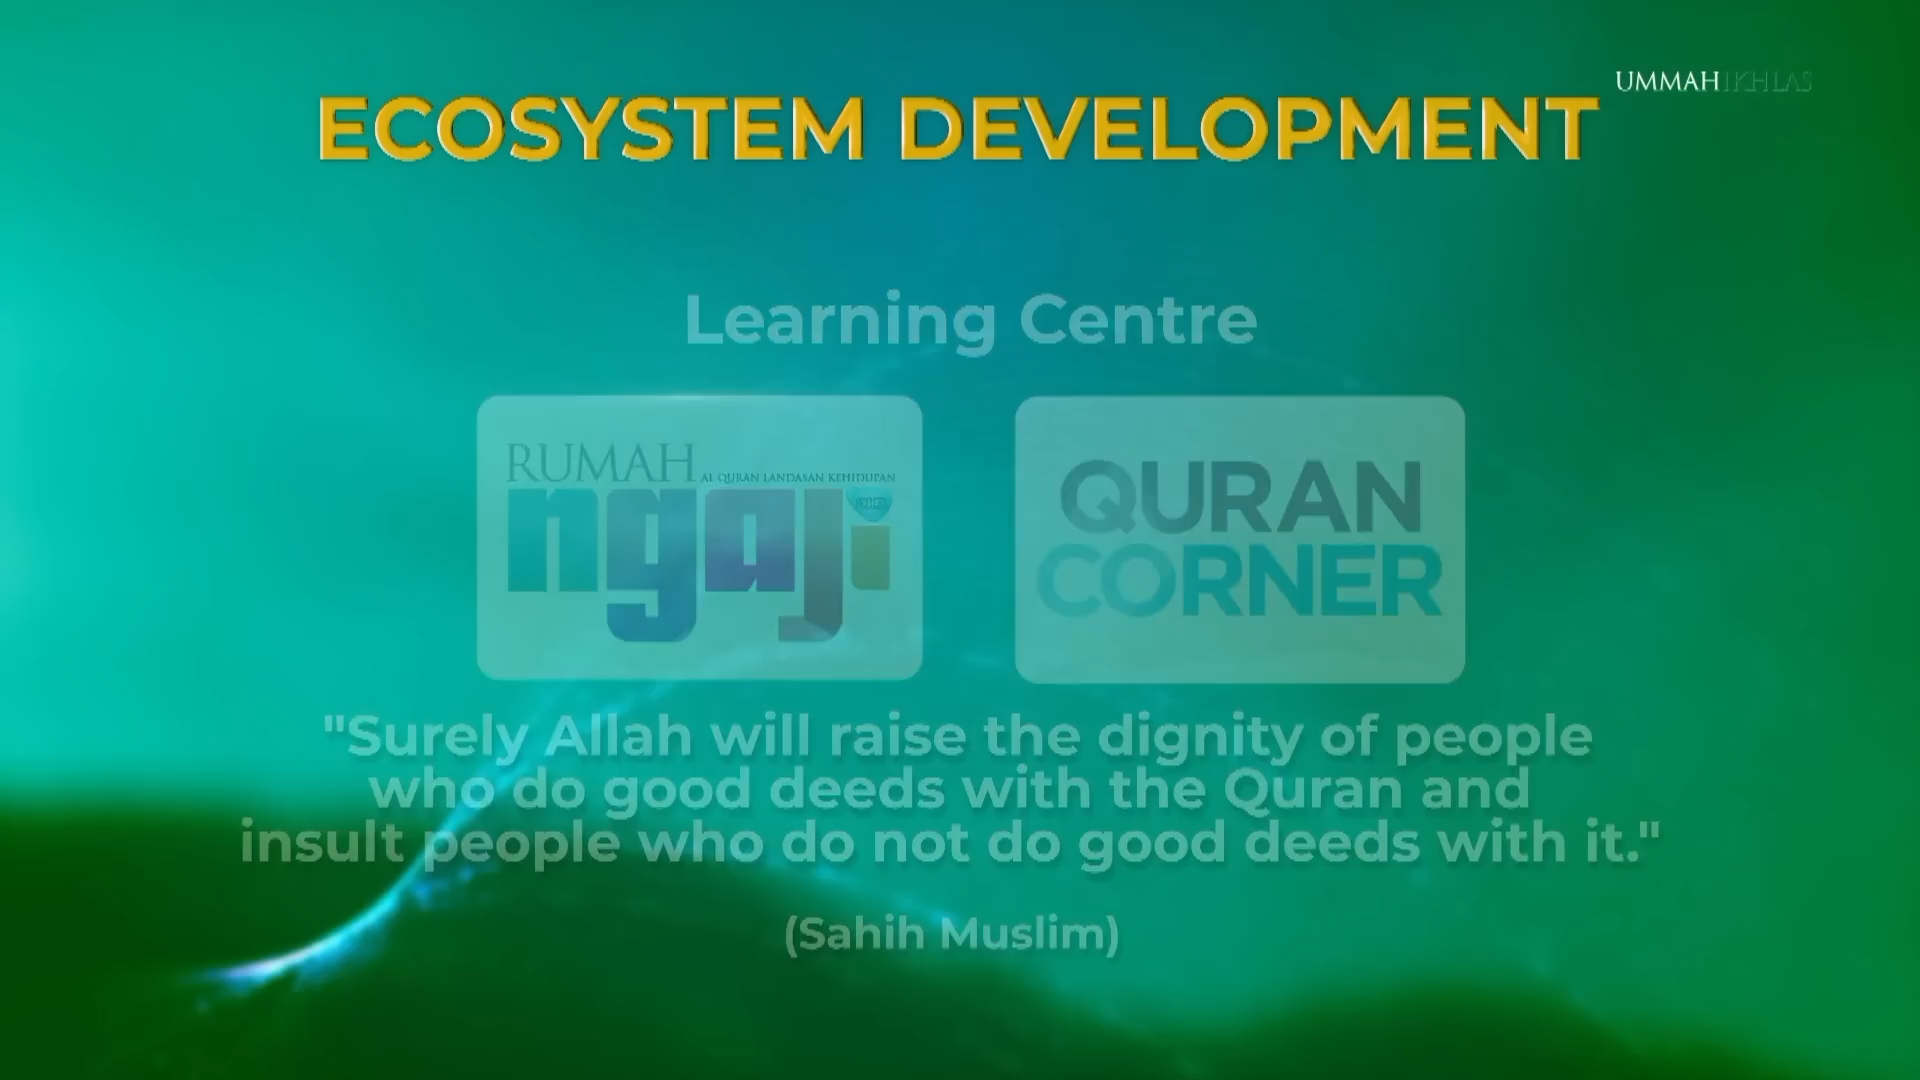 UMMAHIKHLAS
ECOSYSTEM DEVELOPMENT
Learning Centre
RUMAH
AL QURAN LANDASAN KEHIDUPAN
ngaji
QURAN
CORNER
"Surely Allah will raise the dignity of people
who do good deeds with the Quran and
insult people who do not do good deeds with it."
(Sahih Muslim)